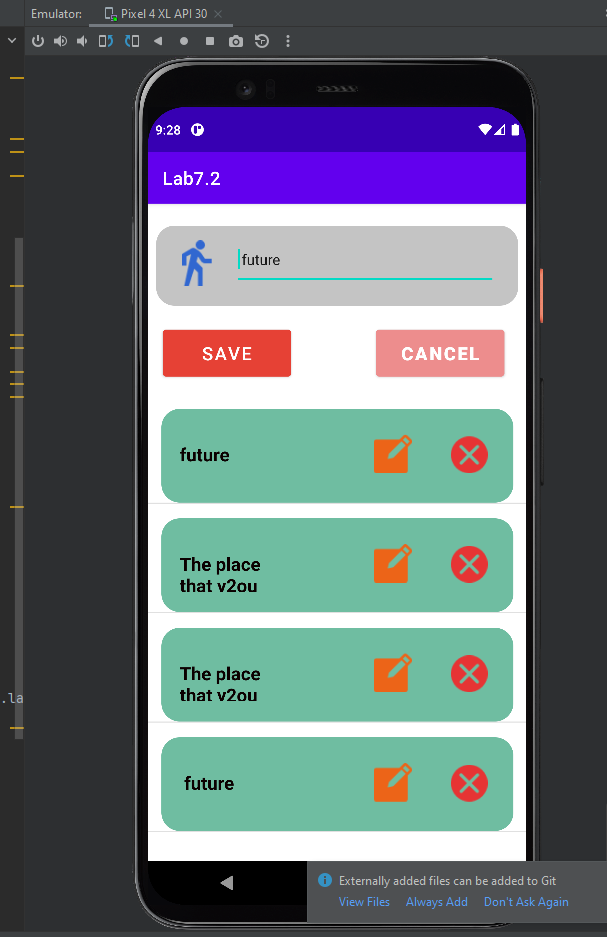 Emulator: Pixel 4 XL API 30
9:28
Lab7.2
future
SAVE CANCEL
future
The place
that v2ou
The place
that v2ou
future
.la
Externally added files can be added to Git
View Files Always Add Don't Ask Again